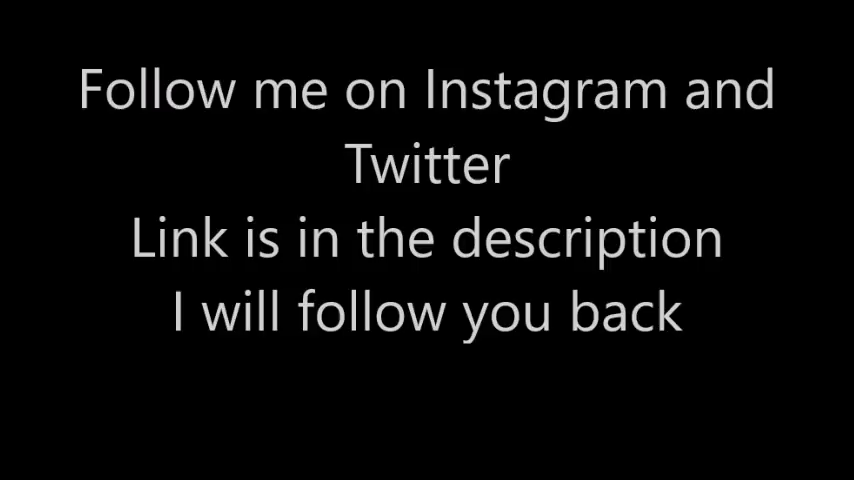 Follow me on Instagram and
Twitter
Link is in the description
I will follow you back